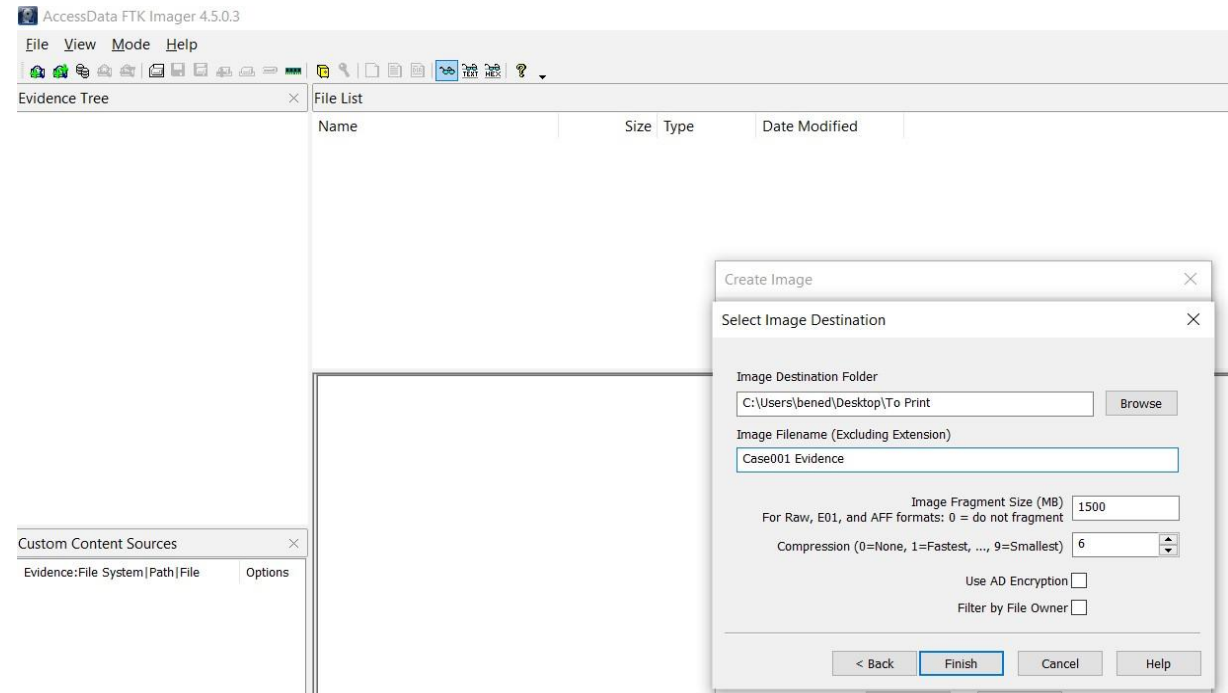 AccessData FTK Imager 4.5.0.3
File View Mode Help
TEXT HEX ?
Evidence Tree
File List
Name Size Type Date Modified
Create Image
Select Image Destination
Image Destination Folder
C:\Users\bened\Desktop\To Print Browse
Image Filename (Excluding Extension)
Case001 Evidence
Image Fragment Size (MB) 1500
For Raw, E01, and AFF formats: 0 = do not fragment
Compression (0=None, 1=Fastest, ..., 9=Smallest) 6
Use AD Encryption
Filter by File Owner
< Back Finish Cancel Help
Custom Content Sources
Evidence:File System|Path|File Options